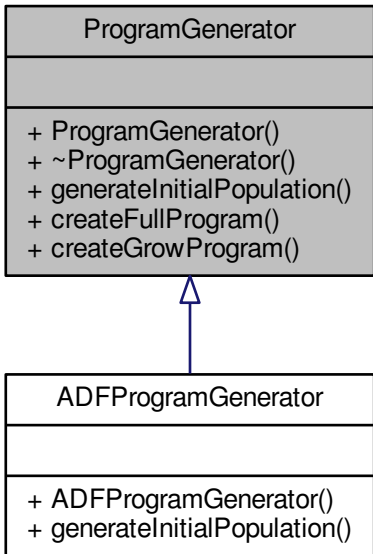 ProgramGenerator
+ ProgramGenerator()
+ ~ProgramGenerator()
+ generateInitialPopulation()
+ createFullProgram()
+ createGrowProgram()
ADFProgramGenerator
+ ADFProgramGenerator()
+ generateInitialPopulation()